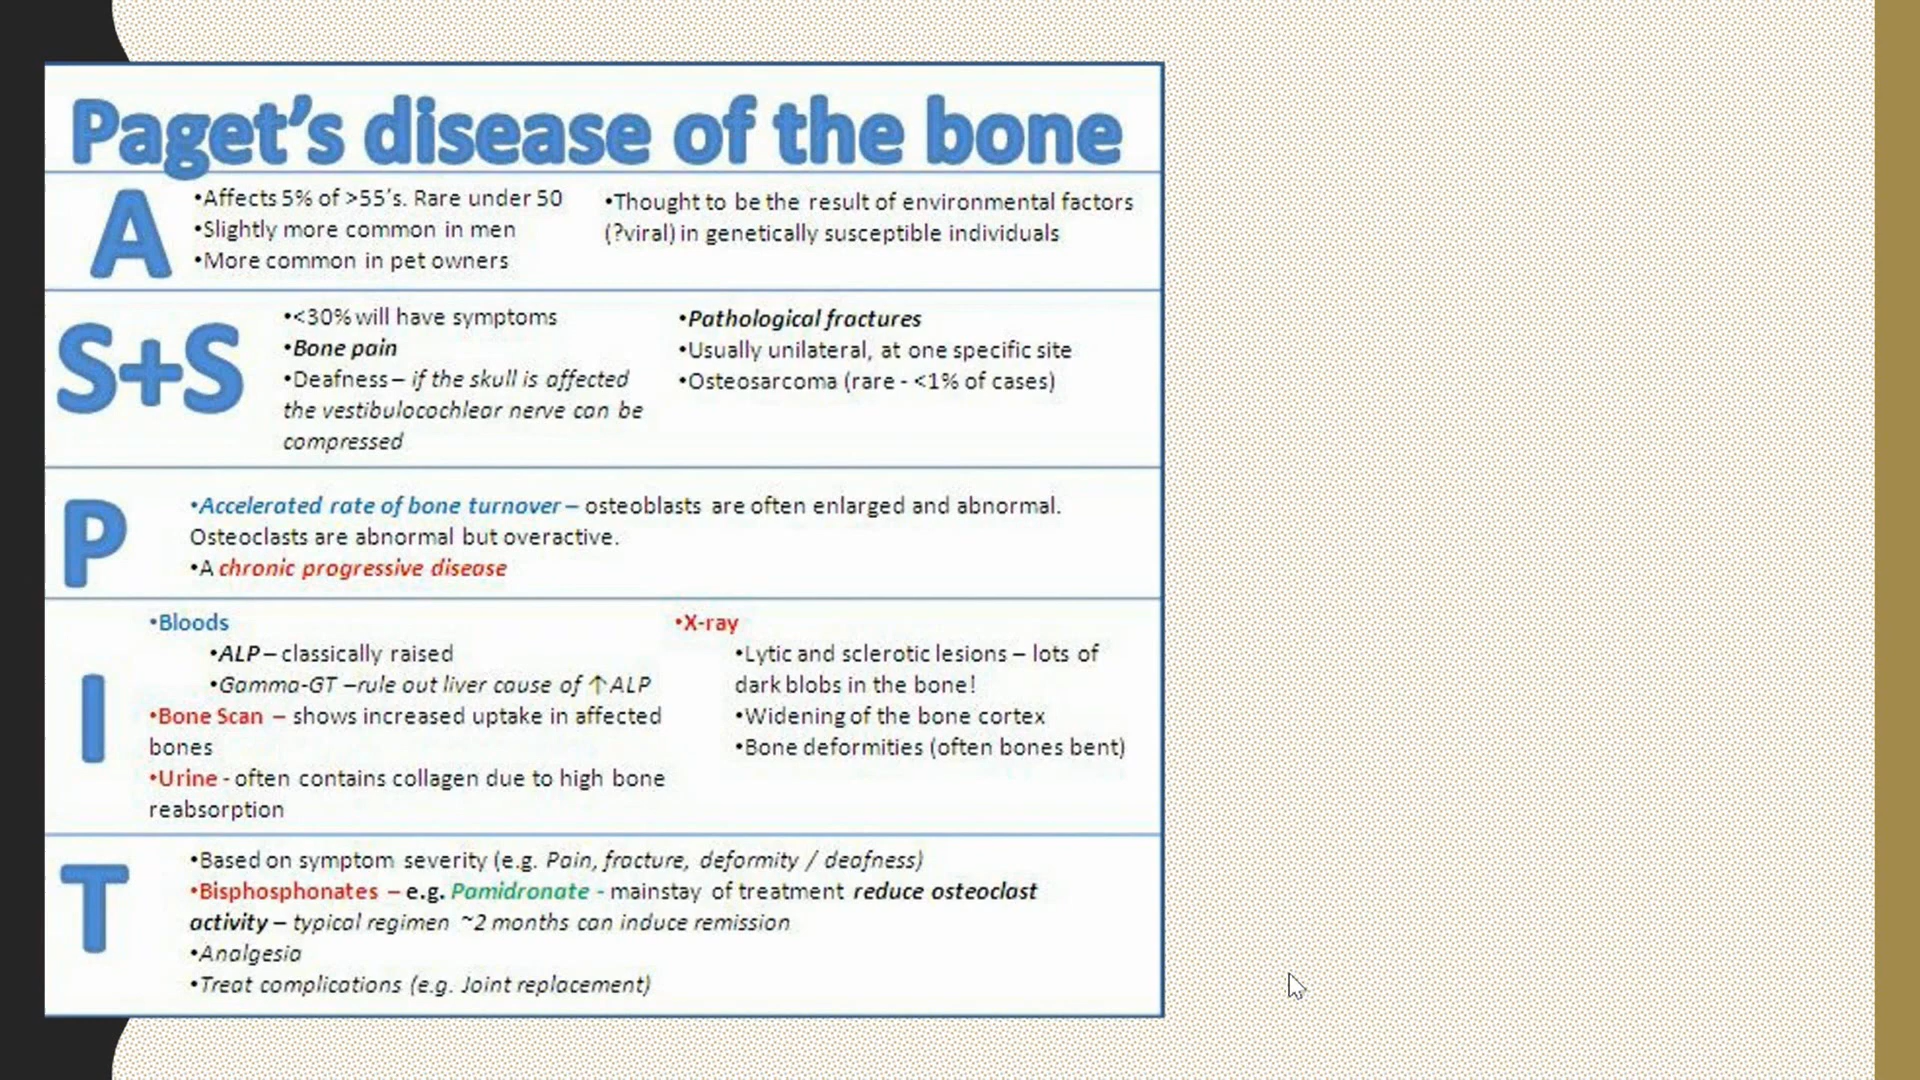 Paget's disease of the bone
A
•Affects 5% of >55's. Rare under 50
•Slightly more common in men
•More common in pet owners
•Thought to be the result of environmental factors
(?viral) in genetically susceptible individuals
S+S
•<30% will have symptoms
•Bone pain
•Deafness – if the skull is affected
the vestibulocochlear nerve can be
compressed
•Pathological fractures
•Usually unilateral, at one specific site
•Osteosarcoma (rare - <1% of cases)
P
•Accelerated rate of bone turnover – osteoblasts are often enlarged and abnormal.
Osteoclasts are abnormal but overactive.
•A chronic progressive disease
I
•Bloods
•ALP – classically raised
•Gamma-GT –rule out liver cause of ↑ALP
•Bone Scan – shows increased uptake in affected
bones
•Urine - often contains collagen due to high bone
reabsorption
•X-ray
•Lytic and sclerotic lesions – lots of
dark blobs in the bone!
•Widening of the bone cortex
•Bone deformities (often bones bent)
T
•Based on symptom severity (e.g. Pain, fracture, deformity / deafness)
•Bisphosphonates – e.g. Pamidronate - mainstay of treatment reduce osteoclast
activity – typical regimen ~2 months can induce remission
•Analgesia
•Treat complications (e.g. Joint replacement)